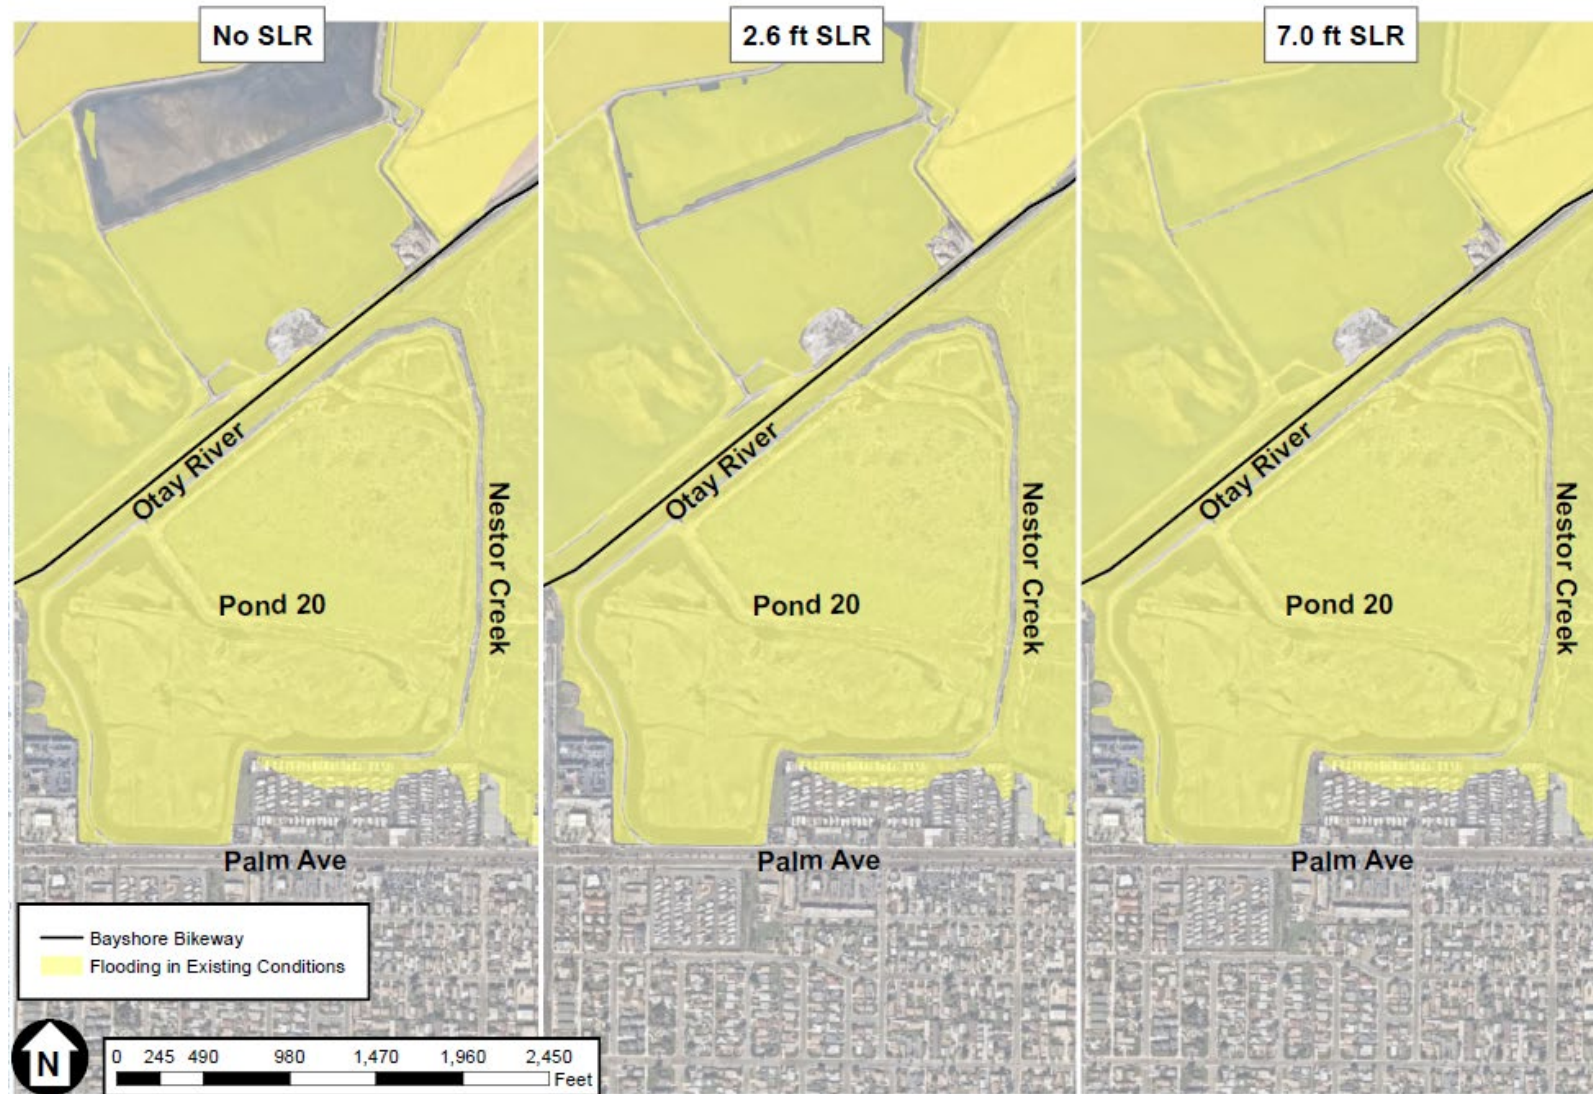 No SLR
2.6 ft SLR
7.0 ft SLR
Otay River
Nestor Creek
Pond 20
Palm Ave
Otay River
Nestor Creek
Pond 20
Palm Ave
Otay River
Nestor Creek
Pond 20
Palm Ave
Bayshore Bikeway
Flooding in Existing Conditions
N
0 245 490 980 1,470 1,960 2,450
Feet